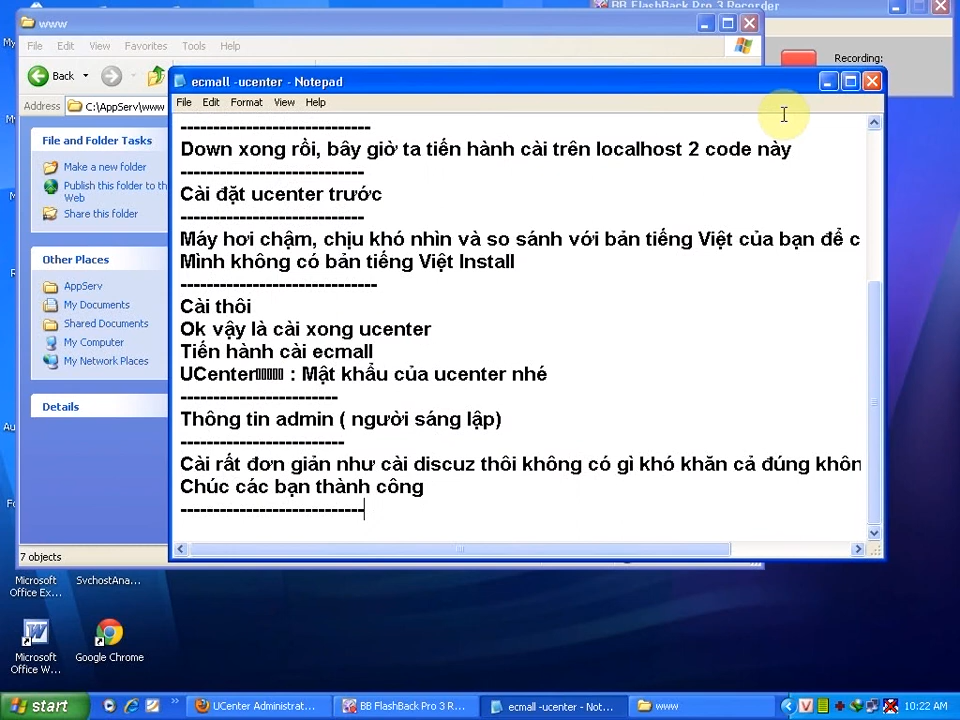 BB FlashBack Pro 3 Recorder
www
File Edit View Favorites Tools Help
Recording:
Back
Address C:\AppServ\www
ecmall -ucenter - Notepad
File Edit Format View Help
File and Folder Tasks
Make a new folder
Publish this folder to th
Web
Share this folder
Other Places
AppServ
My Documents
Shared Documents
My Computer
My Network Places
Details
7 objects
-----------------------------
Down xong rồi, bây giờ ta tiến hành cài trên localhost 2 code này
----------------------------
Cài đặt ucenter trước
----------------------------
Máy hơi chậm, chịu khó nhìn và so sánh với bản tiếng Việt của bạn để c
Mình không có bản tiếng Việt Install
------------------------------
Cài thôi
Ok vậy là cài xong ucenter
Tiến hành cài ecmall
UCenter : Mật khẩu của ucenter nhé
------------------------
Thông tin admin ( người sáng lập)
-------------------------
Cài rất đơn giản như cài discuz thôi không có gì khó khăn cả đúng khôn
Chúc các bạn thành công
----------------------------
Microsoft
Office Ex...
SvchostAna...
Microsoft
Office W...
Google Chrome
start
UCenter Administrat...
BB FlashBack Pro 3 R...
ecmall -ucenter - Not...
www
10:22 AM